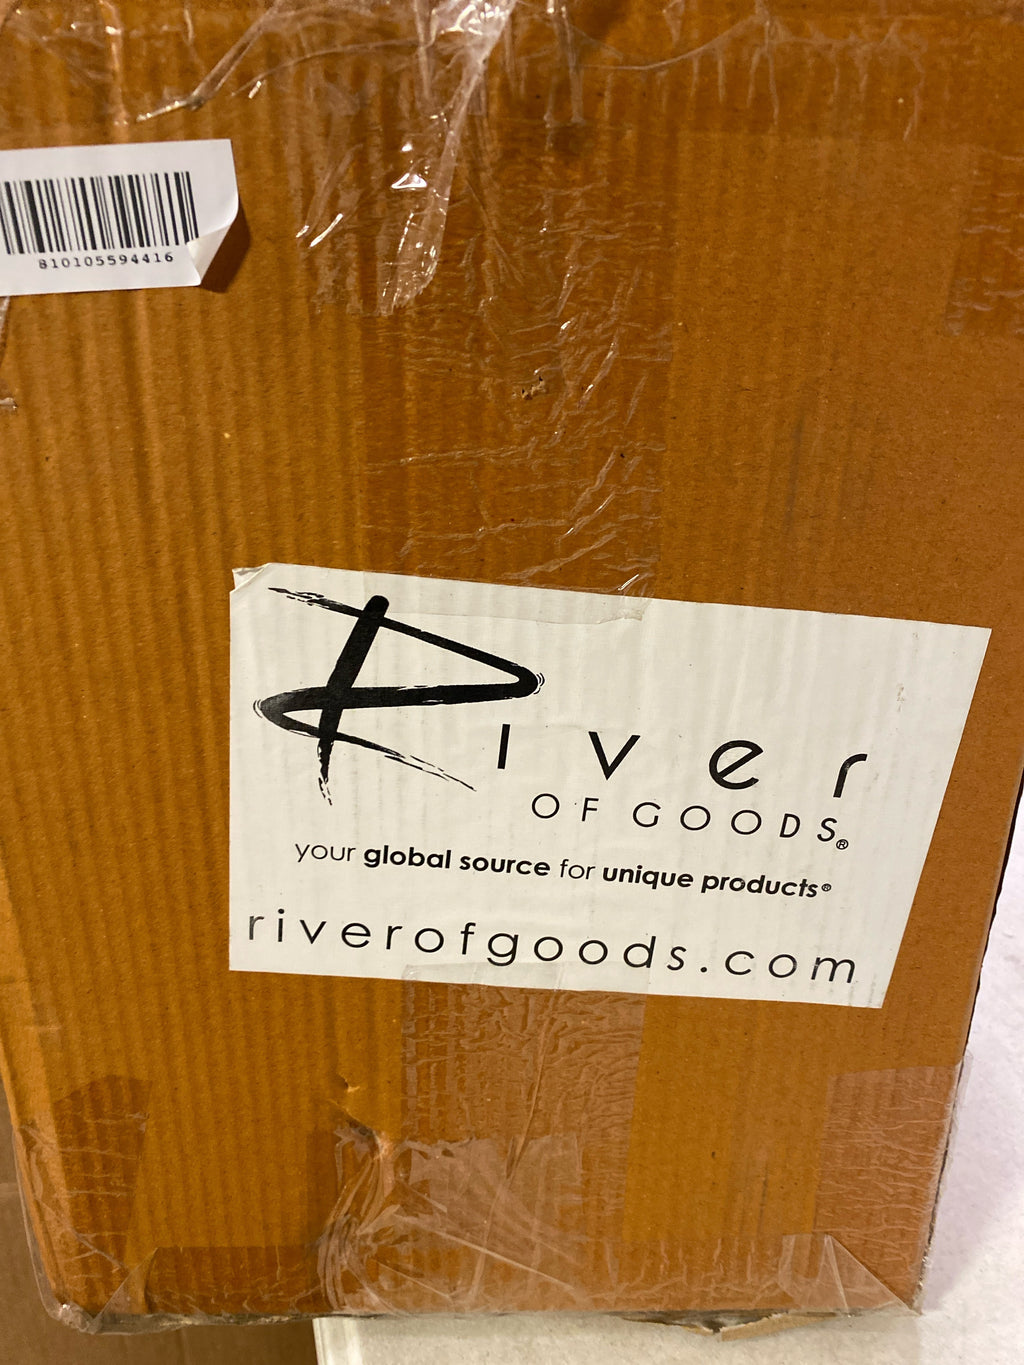 810105594416
River
OF GOODS®
your global source for unique products®
riverofgoods.com